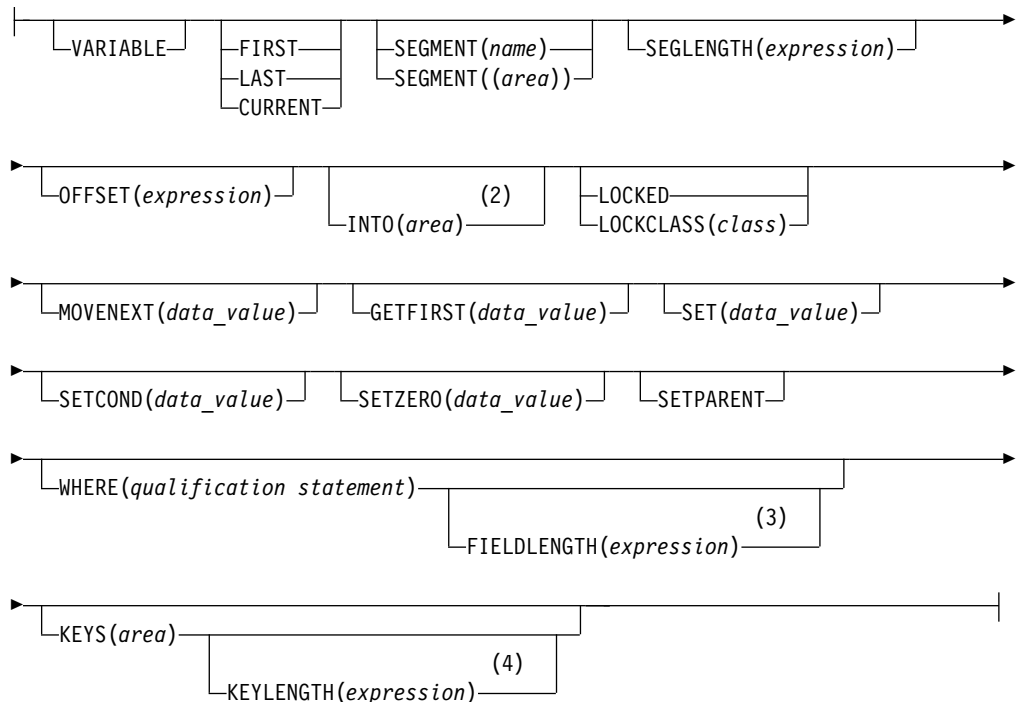 VARIABLE FIRST SEGMENT(name) SEGLENGTH(expression)
LAST SEGMENT((area))
CURRENT
(2)
OFFSET(expression) LOCKED
INTO(area) LOCKCLASS(class)
MOVENEXT(data_value) GETFIRST(data_value) SET(data_value)
SETCOND(data_value) SETZERO(data_value) SETPARENT
WHERE(qualification statement)
(3)
FIELDLENGTH(expression)
KEYS(area)
(4)
KEYLENGTH(expression)